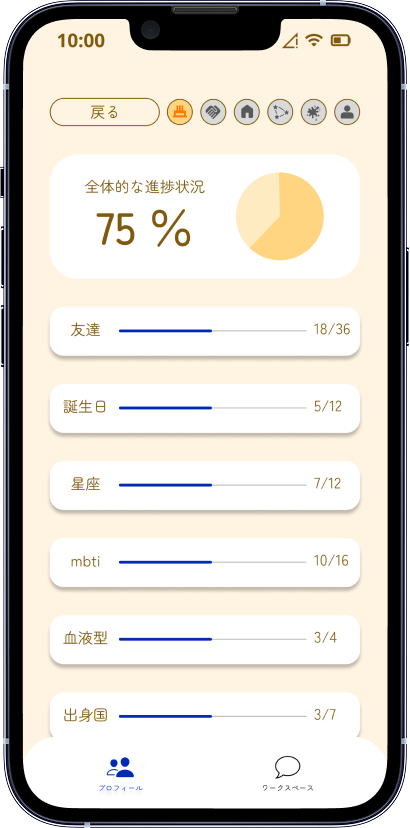 10:00
戻る
全体的な進捗状況
75 %
友達 18/36
誕生日 5/12
星座 7/12
mbti 10/16
血液型 3/4
出身国 3/7
プロフィール ワークスペース